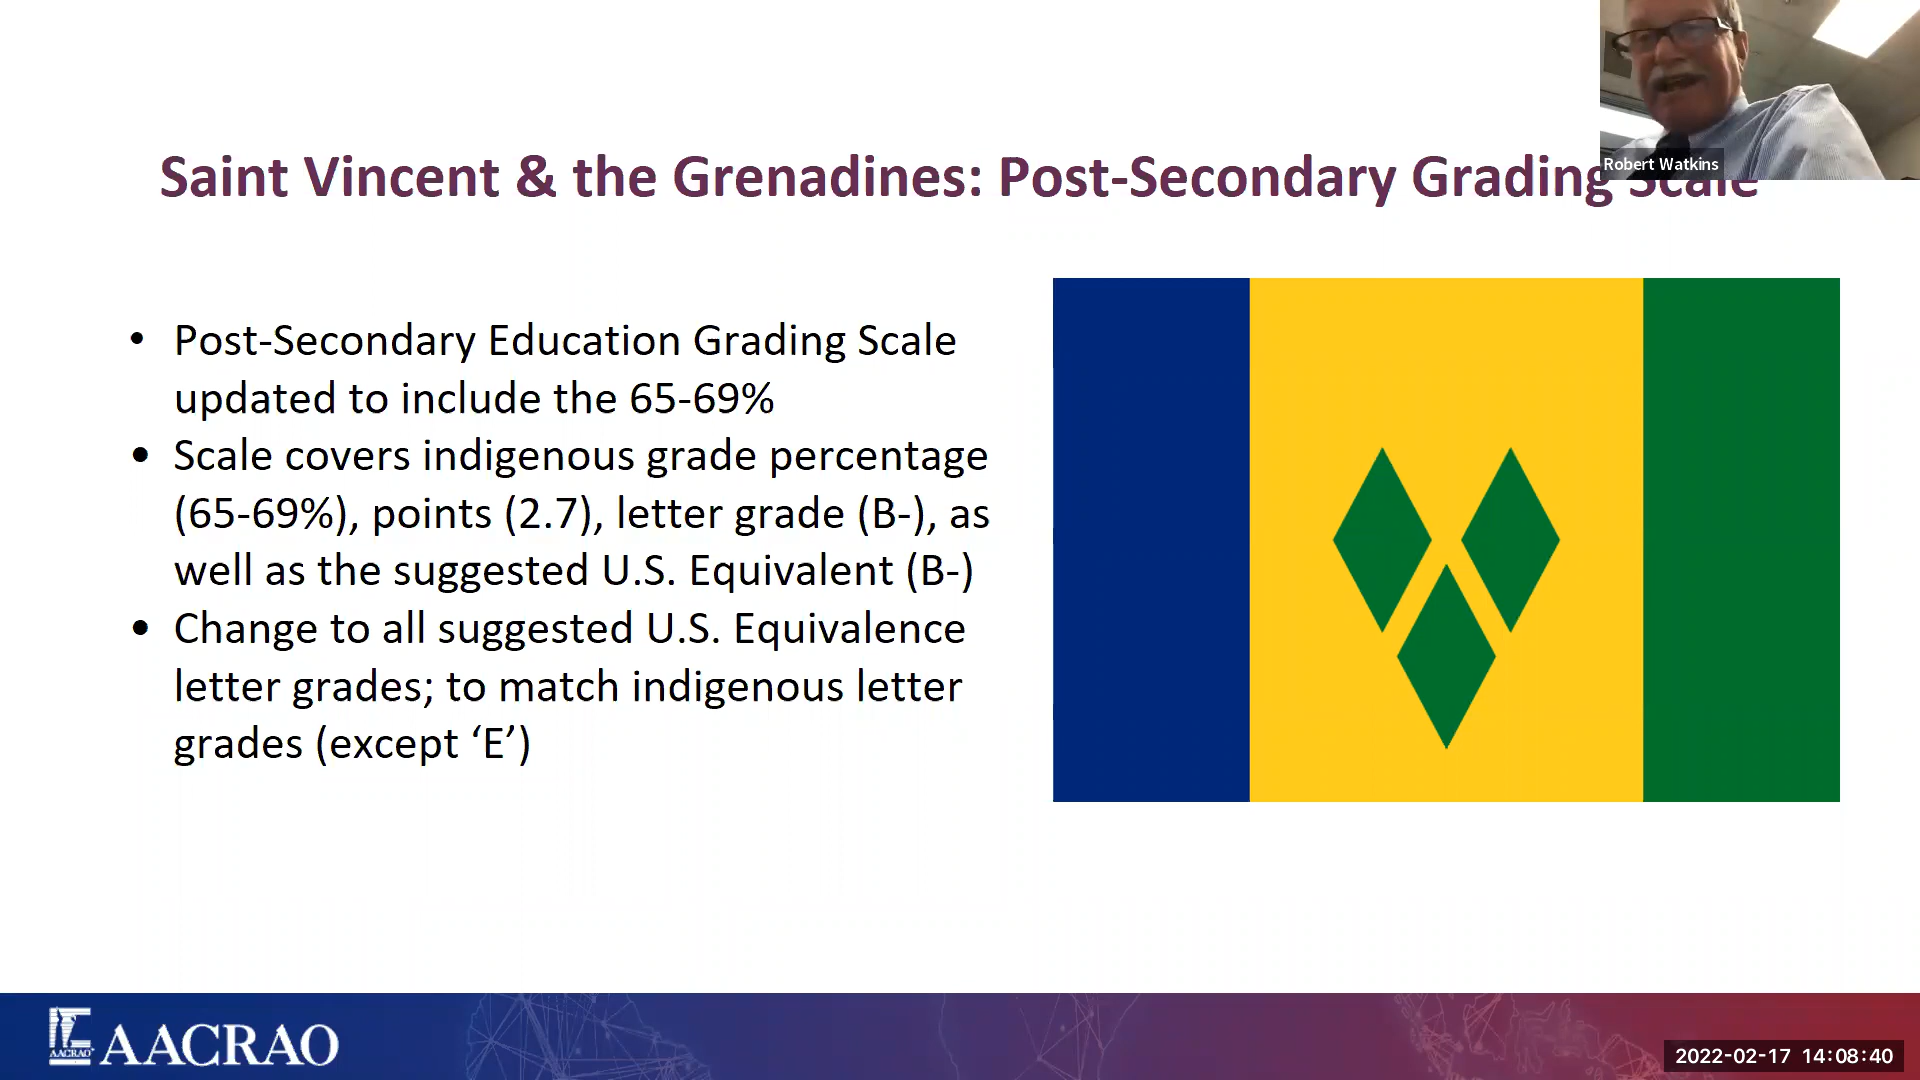 Robert Watkins
Saint Vincent & the Grenadines: Post-Secondary Grading Scale
• Post-Secondary Education Grading Scale
updated to include the 65-69%
• Scale covers indigenous grade percentage
(65-69%), points (2.7), letter grade (B-), as
well as the suggested U.S. Equivalent (B-)
• Change to all suggested U.S. Equivalence
letter grades; to match indigenous letter
grades (except ‘E’)
AACRAO
AACRAO
2022-02-17 14:08:40